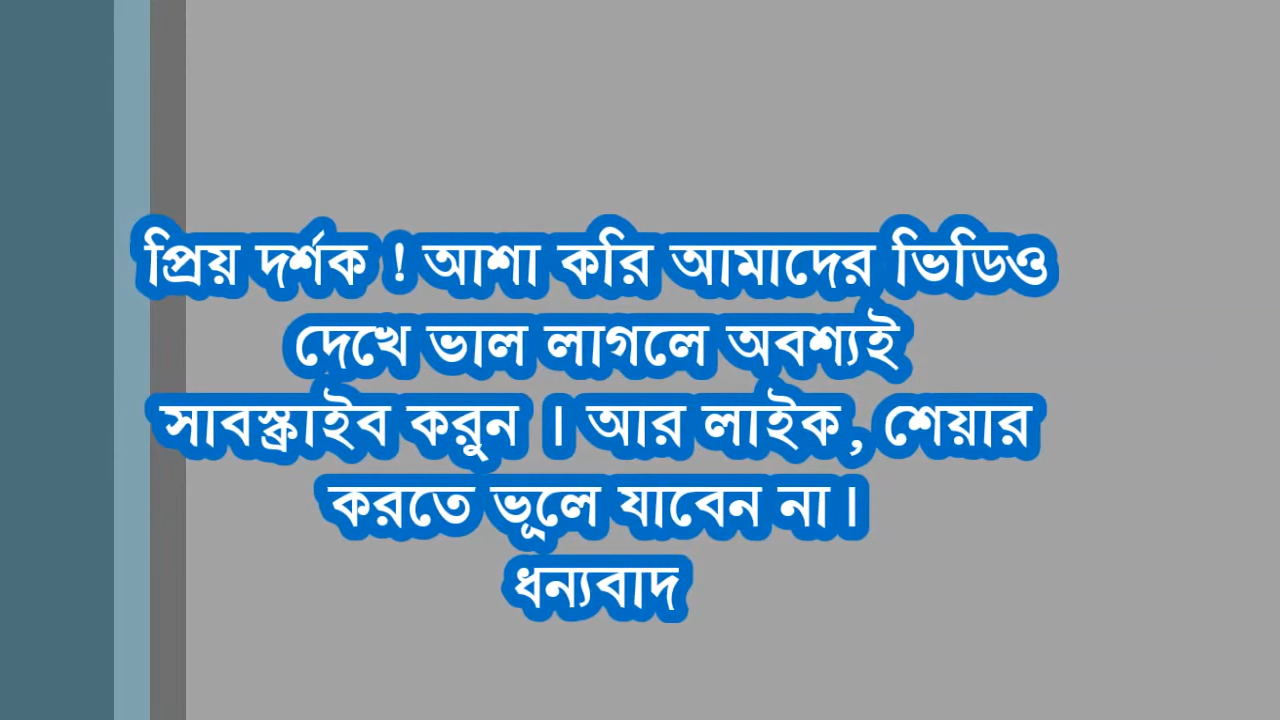 প্রিয় দর্শক ! আশা করি আমাদের ভিডিও
দেখে ভাল লাগলে অবশ্যই
সাবস্ক্রাইব করুন । আর লাইক, শেয়ার
করতে ভূলে যাবেন না।
ধন্যবাদ